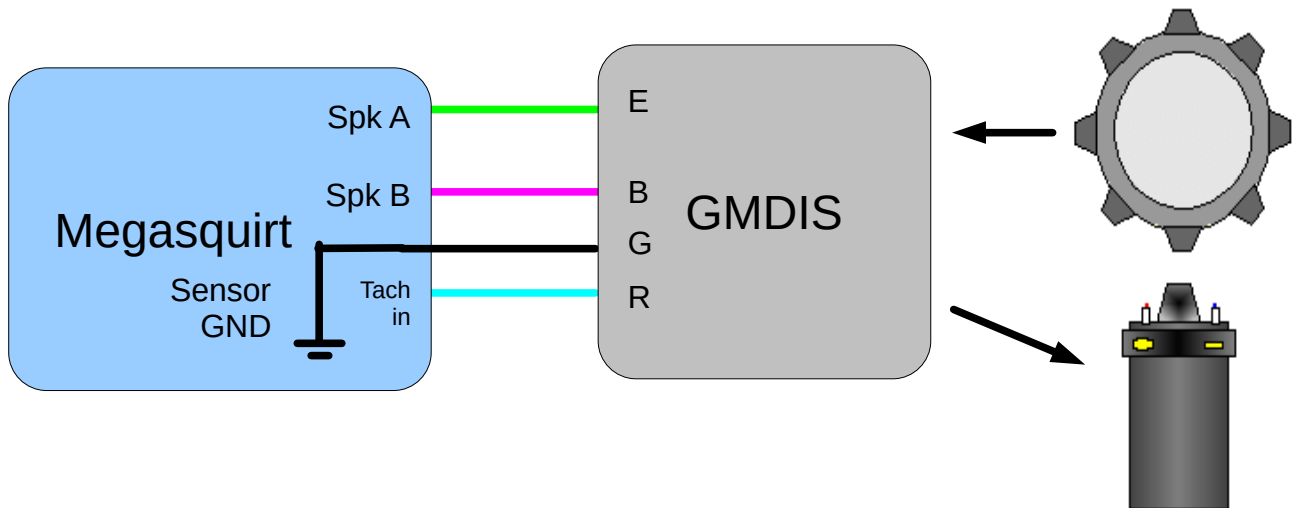 Spk A
Spk B
Megasquirt
Sensor
GND
Tach
in
E
B
G
R
GMDIS